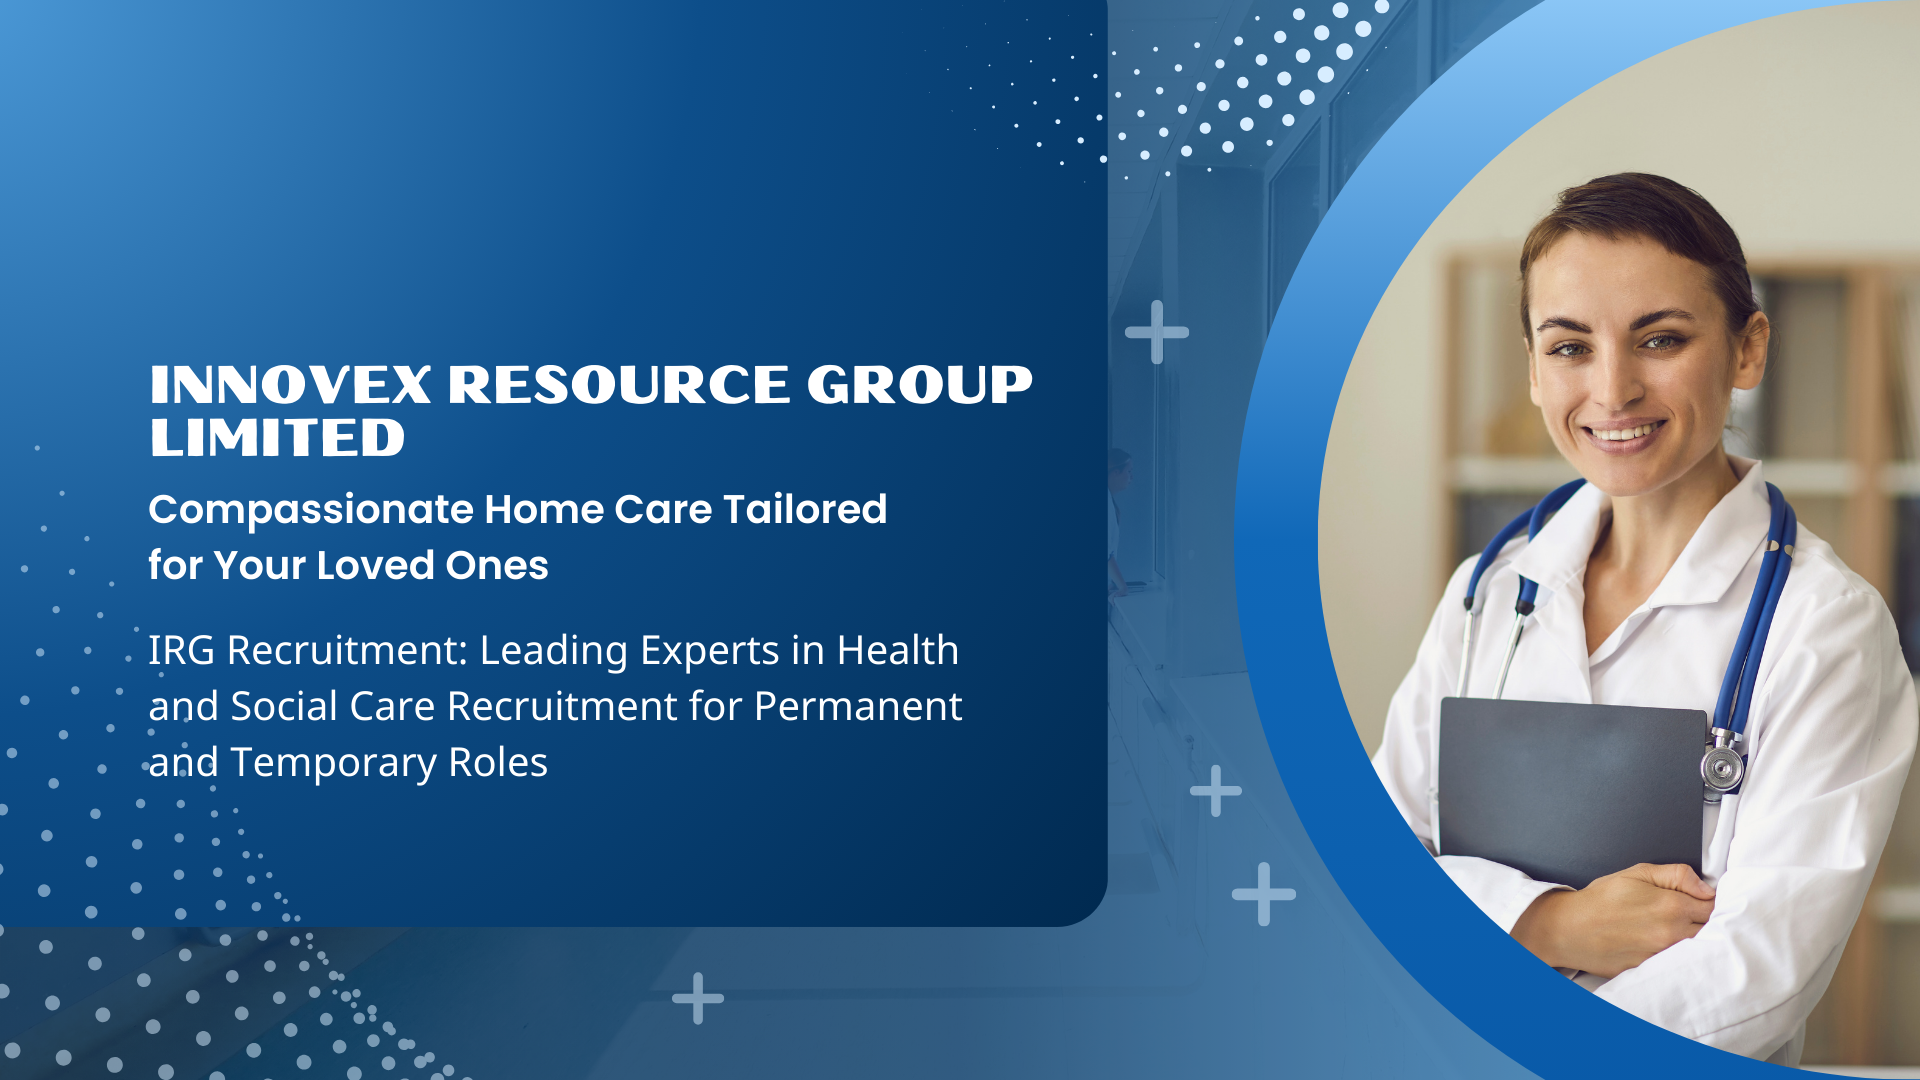 INNOVEX RESOURCE GROUP
LIMITED
Compassionate Home Care Tailored
for Your Loved Ones
IRG Recruitment: Leading Experts in Health
and Social Care Recruitment for Permanent
and Temporary Roles